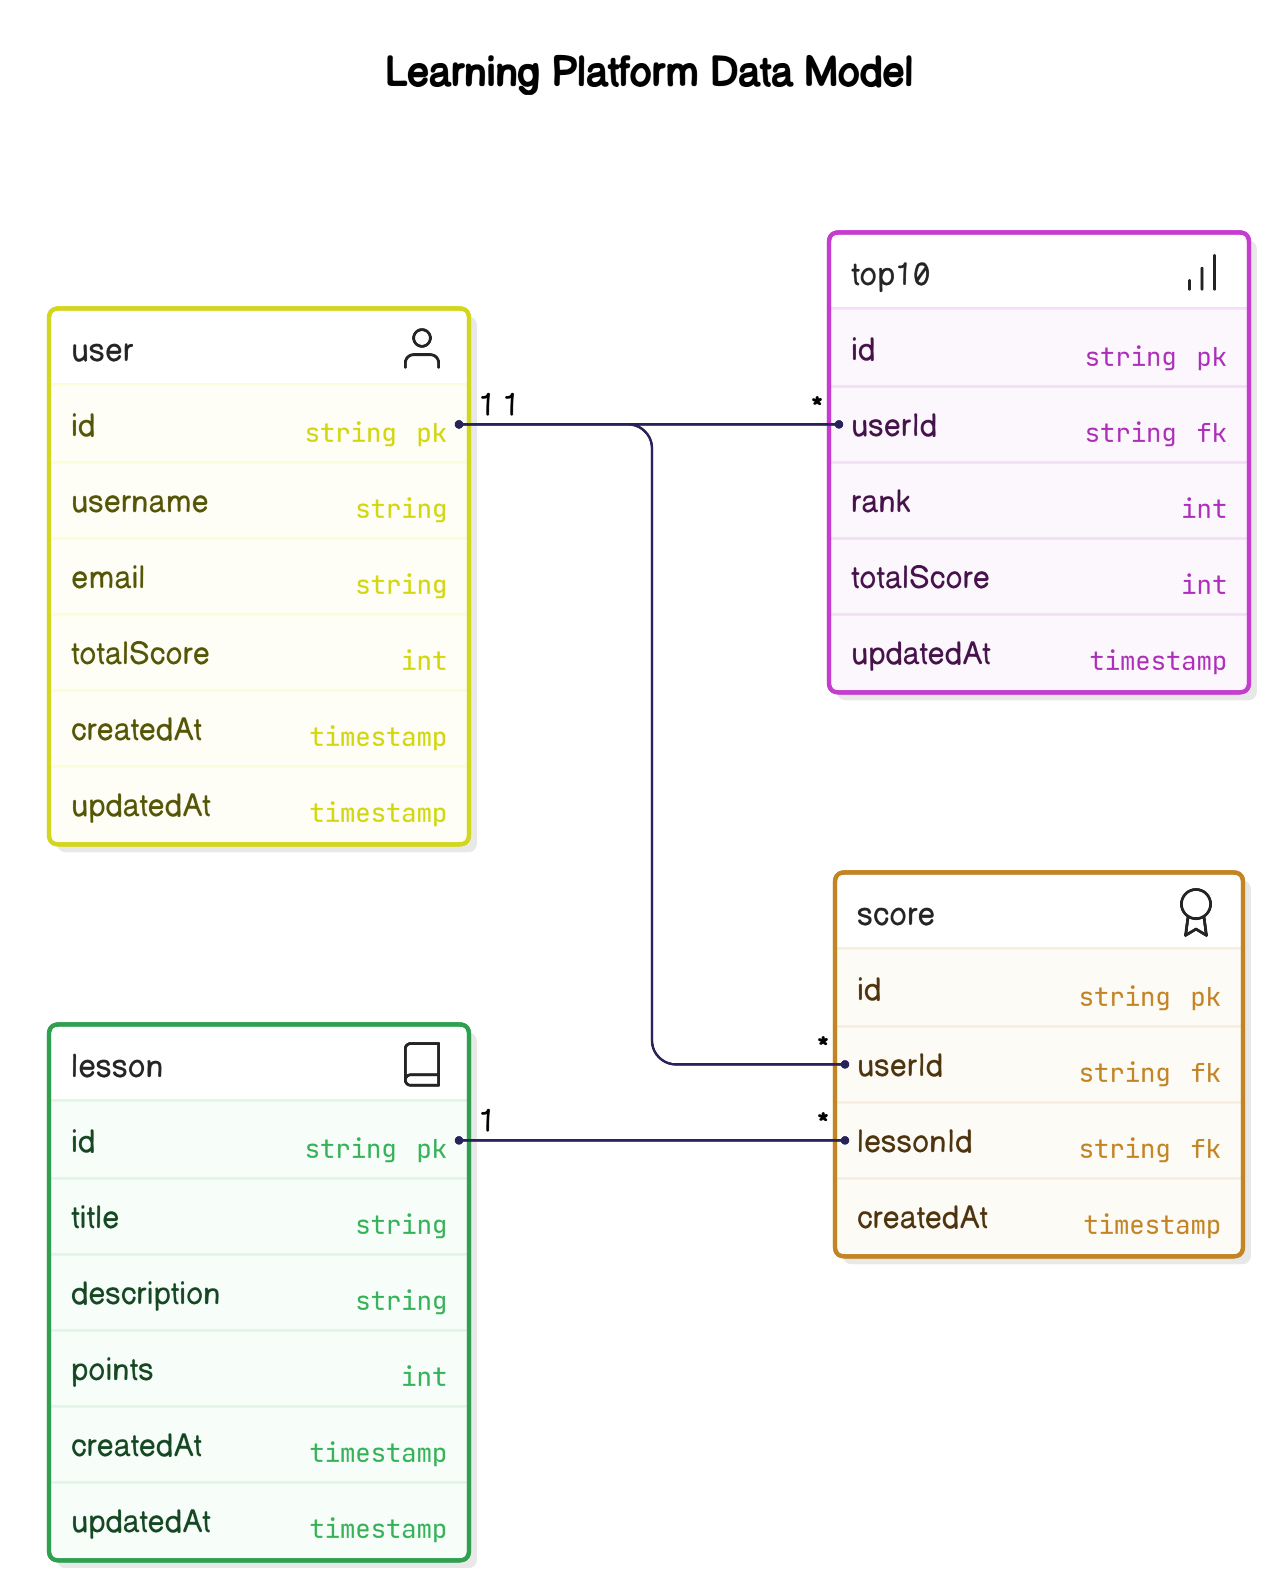 Learning Platform Data Model
user
id string pk
username string
email string
totalScore int
createdAt timestamp
updatedAt timestamp
1 1 *
top10
id string pk
userId string fk
rank int
totalScore int
updatedAt timestamp
lesson
id string pk
title string
description string
points int
createdAt timestamp
updatedAt timestamp
*
1 *
score
id string pk
userId string fk
lessonId string fk
createdAt timestamp